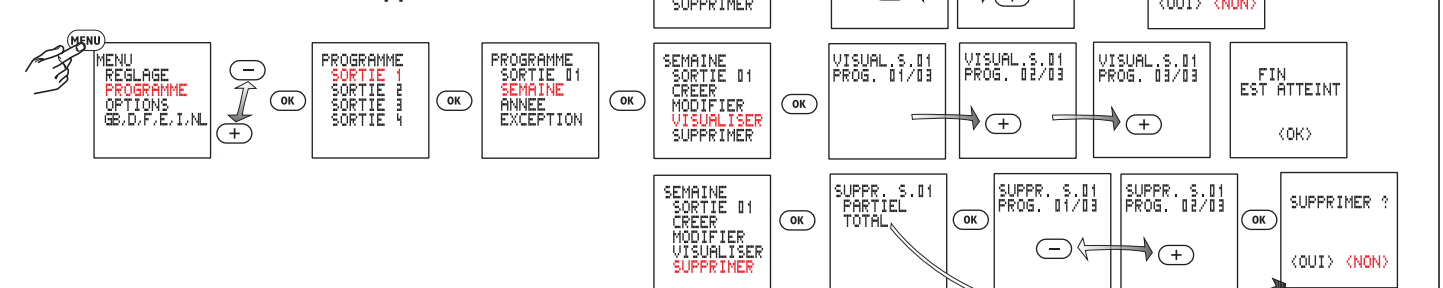 SUPPRIMER
+
<OUI> <NON>
MENU
MENU
REGLAGE
PROGRAMME
OPTIONS
GB,D,F,E,I,NL
-
+
OK
PROGRAMME
SORTIE 1
SORTIE 2
SORTIE 3
SORTIE 4
OK
PROGRAMME
SORTIE 01
SEMAINE
ANNEE
EXCEPTION
OK
SEMAINE
SORTIE 01
CREER
MODIFIER
VISUALISER
SUPPRIMER
OK
VISUAL.S.01
PROG. 01/03
+
VISUAL.S.01
PROG. 02/03
+
VISUAL.S.01
PROG. 03/03
FIN
EST ATTEINT
<OK>
SEMAINE
SORTIE 01
CREER
MODIFIER
VISUALISER
SUPPRIMER
OK
SUPPR. S.01
PARTIEL
TOTAL
OK
SUPPR. S.01
PROG. 01/03
-
+
SUPPR. S.01
PROG. 02/03
OK
SUPPRIMER ?
<OUI> <NON>